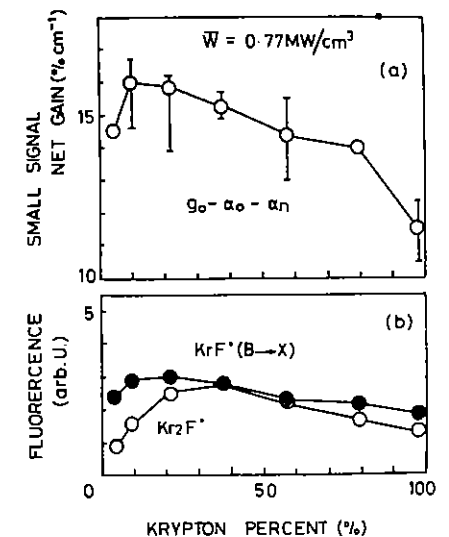 W̄ = 0.77MW/cm³
(a)
SMALL SIGNAL
NET GAIN (% cm⁻¹)
15
10
g₀-α₀-αn
(b)
FLUORERCENCE
(arb. U.)
5
KrF*(B→X)
Kr₂F*
0
50
100
KRYPTON PERCENT (%)